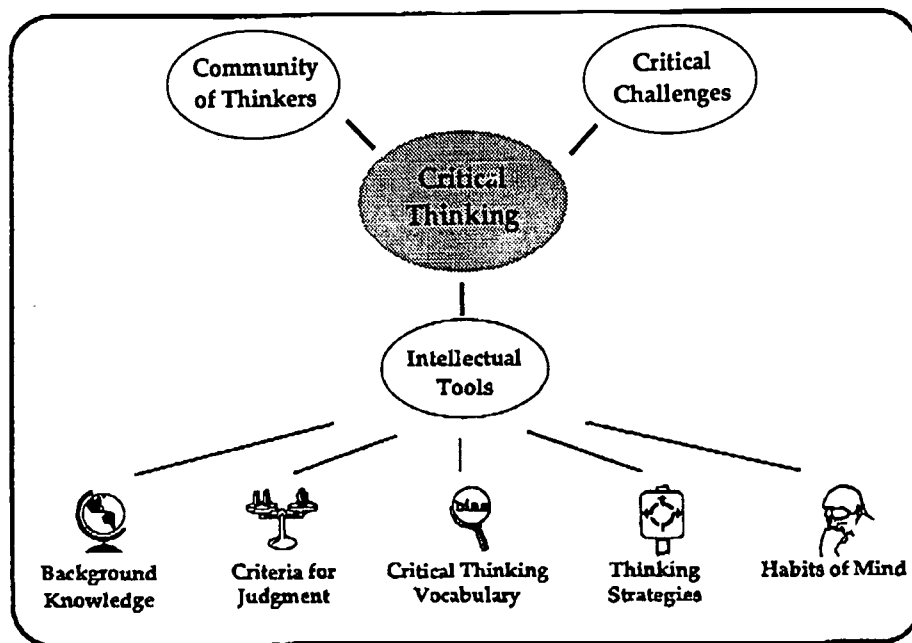 Community
of Thinkers
Critical
Challenges
Critical
Thinking
Intellectual
Tools
bias
Background
Knowledge
Criteria for
Judgment
Critical Thinking
Vocabulary
Thinking
Strategies
Habits of Mind